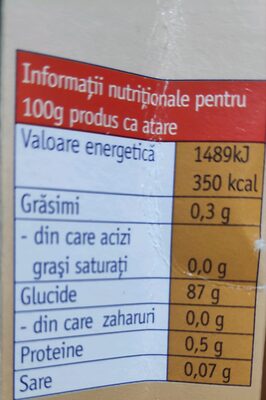 Informații nutriționale pentru
100g produs ca atare
Valoare energetică 1489kJ
350 kcal
Grăsimi 0,3 g
- din care acizi
grași saturați 0,0 g
Glucide 87 g
- din care zaharuri 0,0 g
Proteine 0,5 g
Sare 0,07 g